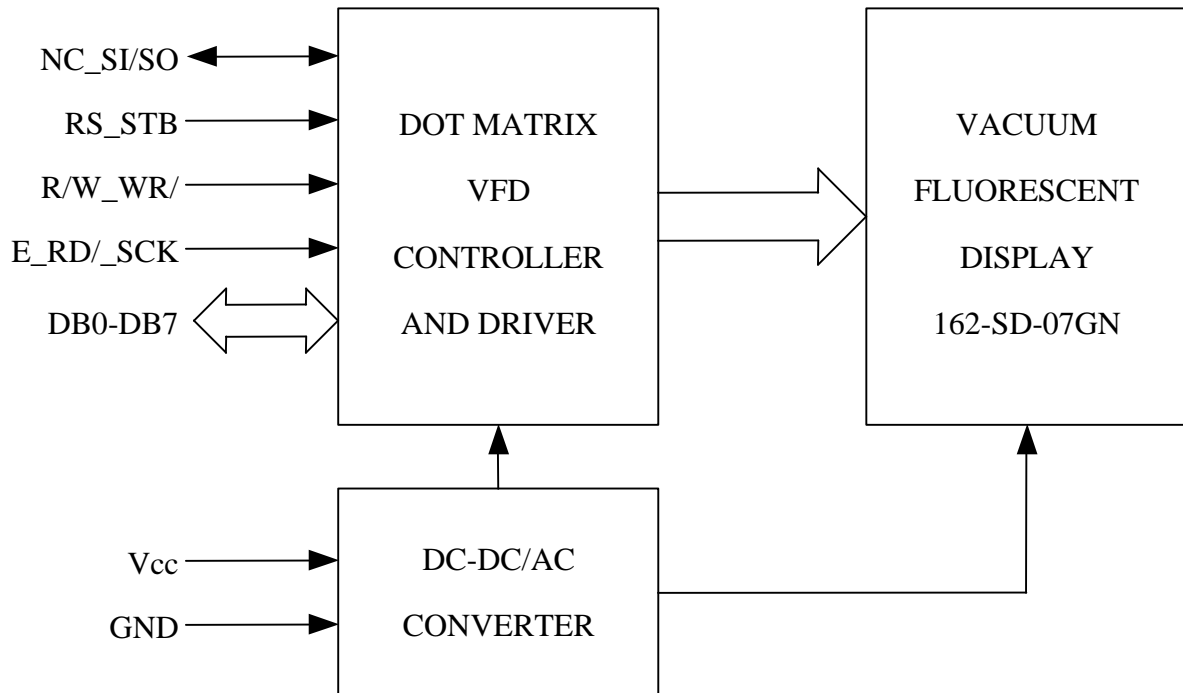 NC_SI/SO
RS_STB
R/W_WR/
E_RD/_SCK
DB0-DB7
DOT MATRIX
VFD
CONTROLLER
AND DRIVER
VACUUM
FLUORESCENT
DISPLAY
162-SD-07GN
Vcc
GND
DC-DC/AC
CONVERTER